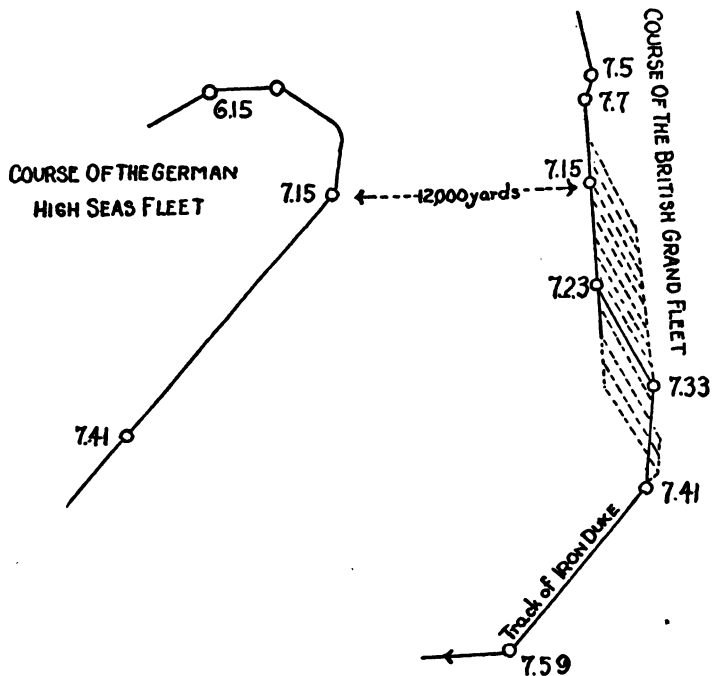 6.15
COURSE OF THE GERMAN
HIGH SEAS FLEET
7.15
7.41
12,000 yards
7.5
7.7
7.15
7.23
7.33
7.41
COURSE OF THE BRITISH GRAND FLEET
Track of IRON DUKE
7.59